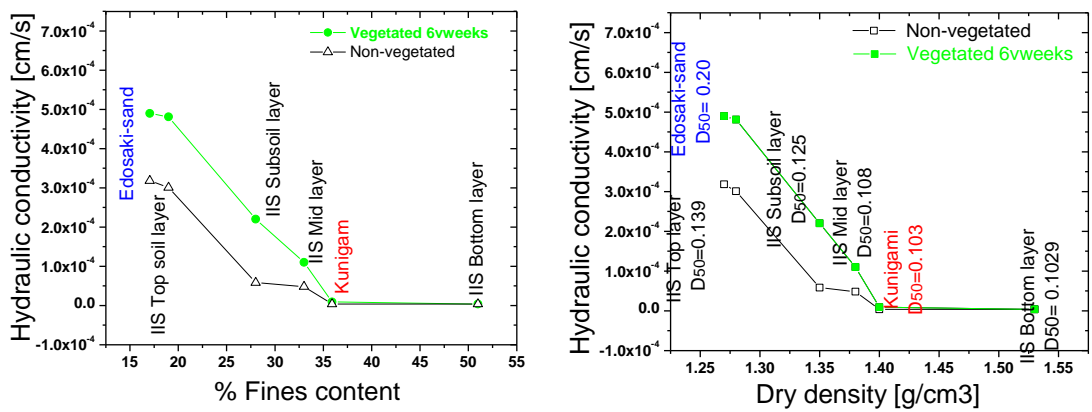 Hydraulic conductivity [cm/s]
7.0x10-4
6.0x10-4
5.0x10-4
4.0x10-4
3.0x10-4
2.0x10-4
1.0x10-4
0.0
-1.0x10-4
Vegetated 6vweeks
Non-vegetated
Edosaki-sand
IIS Top soil layer
IIS Subsoil layer
IIS Mid layer
Kunigam
IIS Bottom layer
15 20 25 30 35 40 45 50 55
% Fines content
Hydraulic conductivity [cm/s]
7.0x10-4
6.0x10-4
5.0x10-4
4.0x10-4
3.0x10-4
2.0x10-4
1.0x10-4
0.0
-1.0x10-4
Non-vegetated
Vegetated 6vweeks
Edosaki-sand
D50= 0.20
IIS Top layer
D50=0.139
IIS Subsoil layer
D50=0.125
IIS Mid layer
D50=0.108
Kunigami
D50=0.103
IIS Bottom layer
D50= 0.1029
1.25 1.30 1.35 1.40 1.45 1.50 1.55
Dry density [g/cm3]